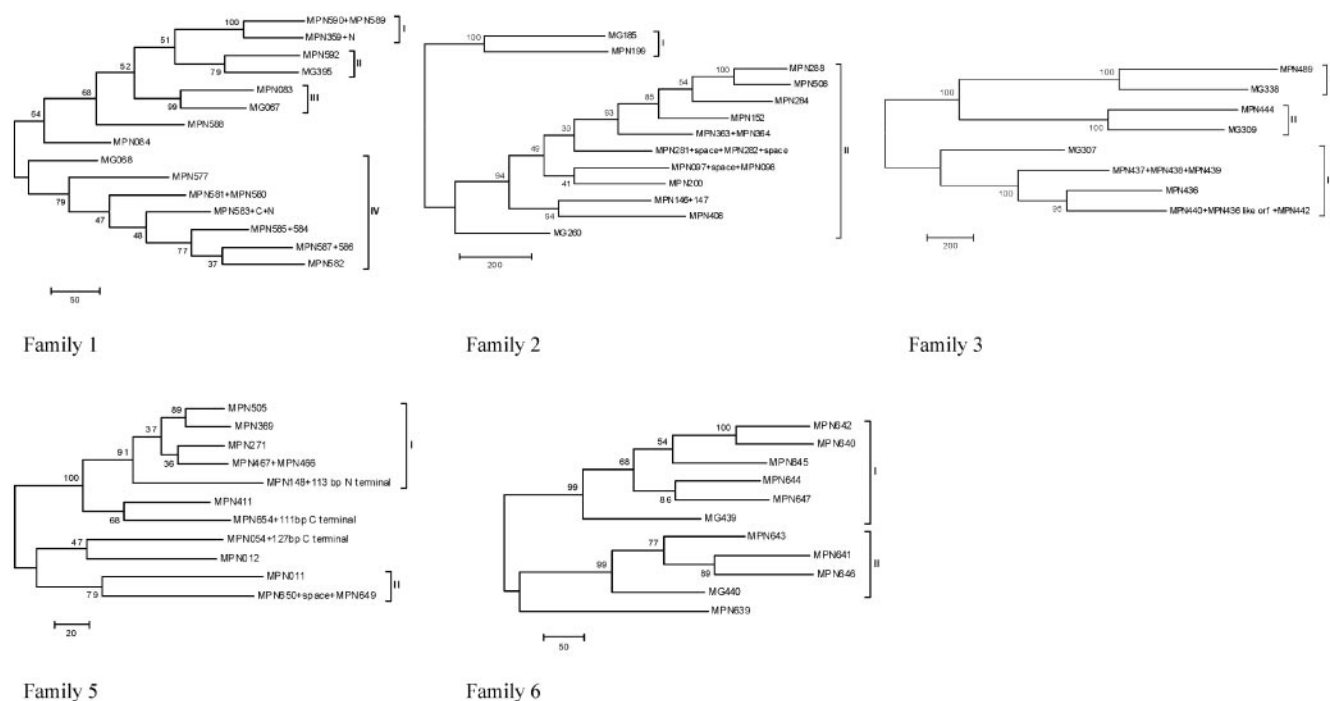 MPN590+MPN589
100
MPN359+N
I
51
MPN592
79
MG395
II
52
MPN083
99
MG067
III
68
MPN588
54
MPN084
MG068
MPN577
79
MPN581+MPN580
47
MPN583+C+N
48
MPN585+584
77
MPN587+586
37
MPN582
IV
50
Family 1
MG185
100
MPN199
I
MPN288
100
MPN506
54
MPN284
85
MPN152
93
MPN363+MPN364
30
MPN281+space+MPN282+space
49
MPN097+space+MPN098
41
MPN200
94
MPN146+147
94
MPN408
MG260
II
200
Family 2
MPN489
100
MG338
I
100
MPN444
100
MG309
II
MG307
MPN437+MPN438+MPN439
100
MPN436
95
MPN440+MPN436 like orf +MPN442
I
200
Family 3
MPN505
89
MPN369
37
MPN271
36
MPN467+MPN466
91
MPN148+113 bp N terminal
I
100
MPN411
68
MPN654+111bp C terminal
MPN054+127bp C terminal
47
MPN012
MPN011
79
MPN650+space+MPN649
II
20
Family 5
MPN642
100
MPN640
54
MPN645
68
MPN644
86
MPN647
99
MG439
I
MPN643
77
MPN641
89
MPN646
99
MG440
II
MPN639
50
Family 6